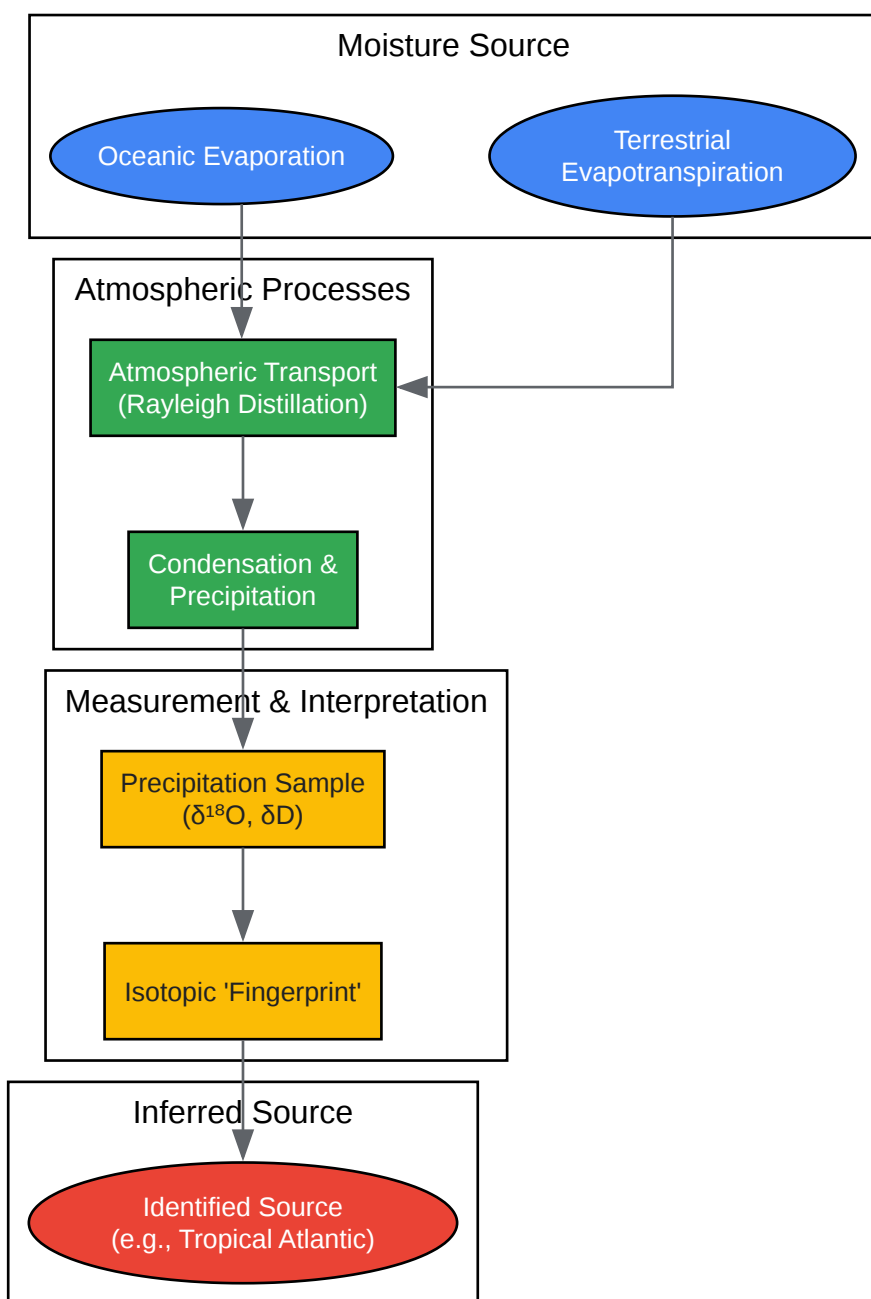 Moisture Source
Oceanic Evaporation
Terrestrial
Evapotranspiration
Atmospheric Processes
Atmospheric Transport
(Rayleigh Distillation)
Condensation &
Precipitation
Measurement & Interpretation
Precipitation Sample
(δ¹⁸O, δD)
Isotopic 'Fingerprint'
Inferred Source
Identified Source
(e.g., Tropical Atlantic)